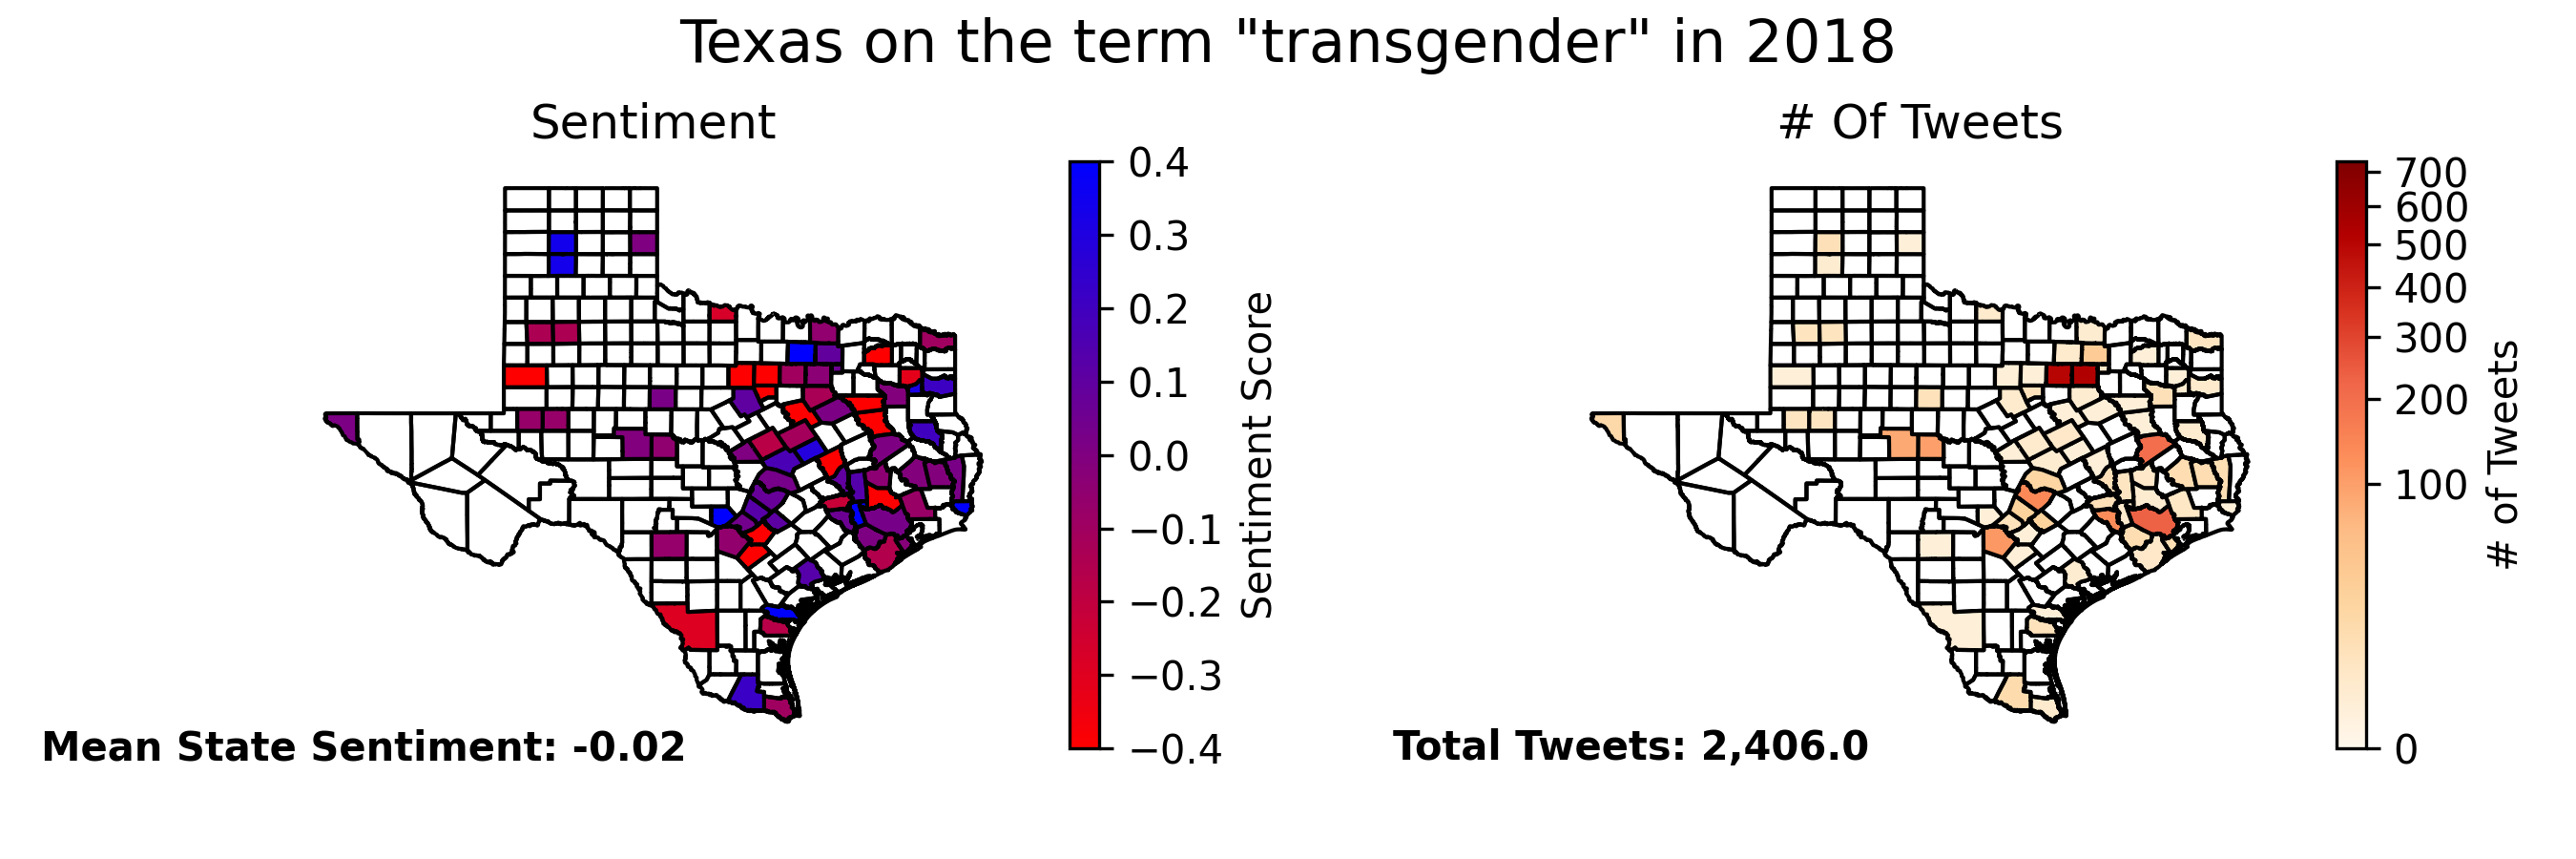 Texas on the term "transgender" in 2018
Sentiment
0.4
0.3
0.2
0.1
0.0
−0.1
−0.2
−0.3
−0.4
Sentiment Score
Mean State Sentiment: -0.02
# Of Tweets
700
600
500
400
300
200
100
0
# of Tweets
Total Tweets: 2,406.0